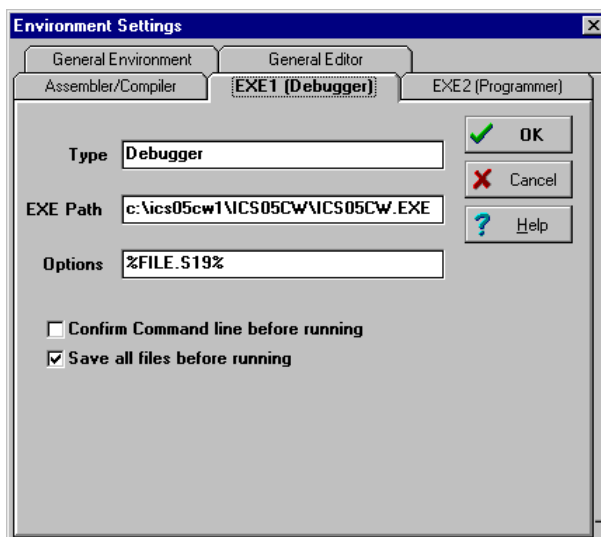 Environment Settings
General Environment
General Editor
Assembler/Compiler
EXE1 (Debugger)
EXE2 (Programmer)
Type
Debugger
EXE Path
c:\ics05cw1\ICS05CW\ICS05CW.EXE
Options
%FILE.S19%
Confirm Command line before running
Save all files before running
OK
Cancel
Help